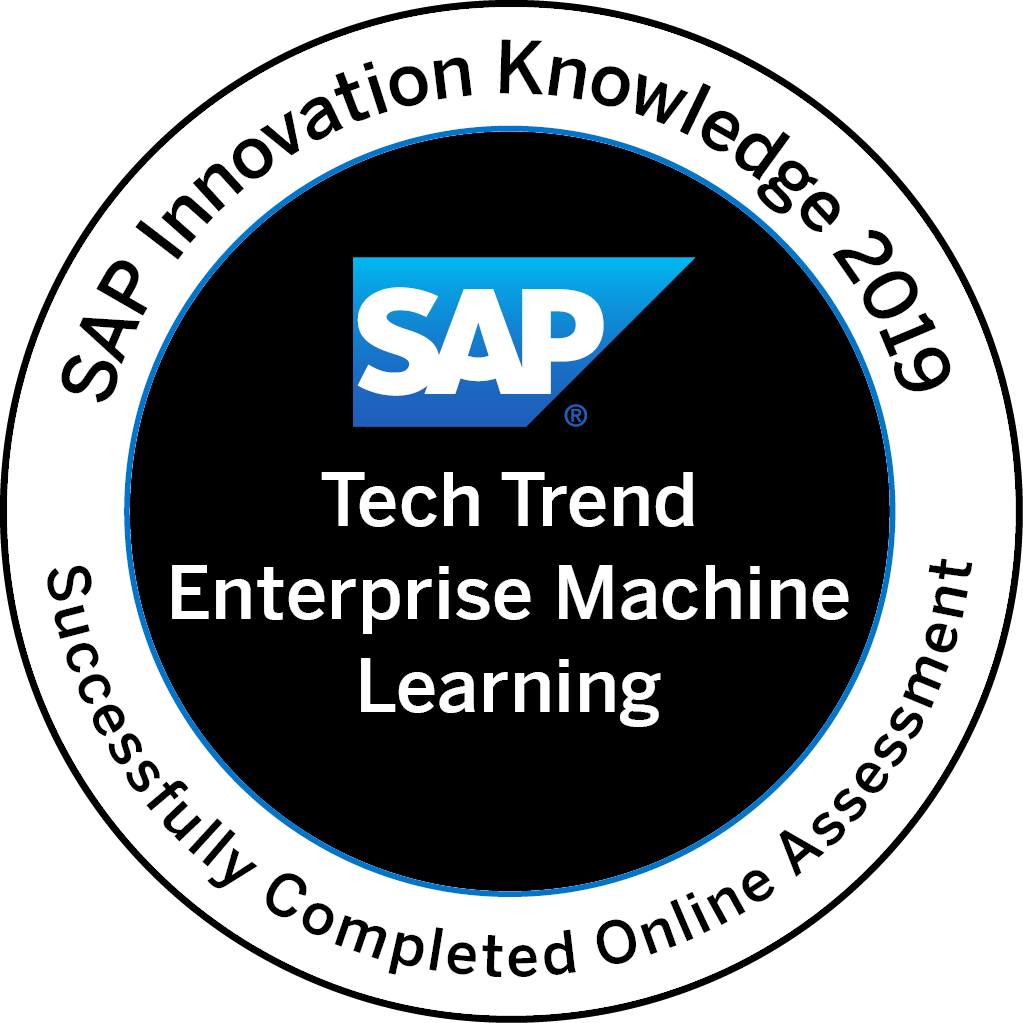 SAP Innovation Knowledge 2019
SAP®
Tech Trend
Enterprise Machine
Learning
Successfully Completed Online Assessment